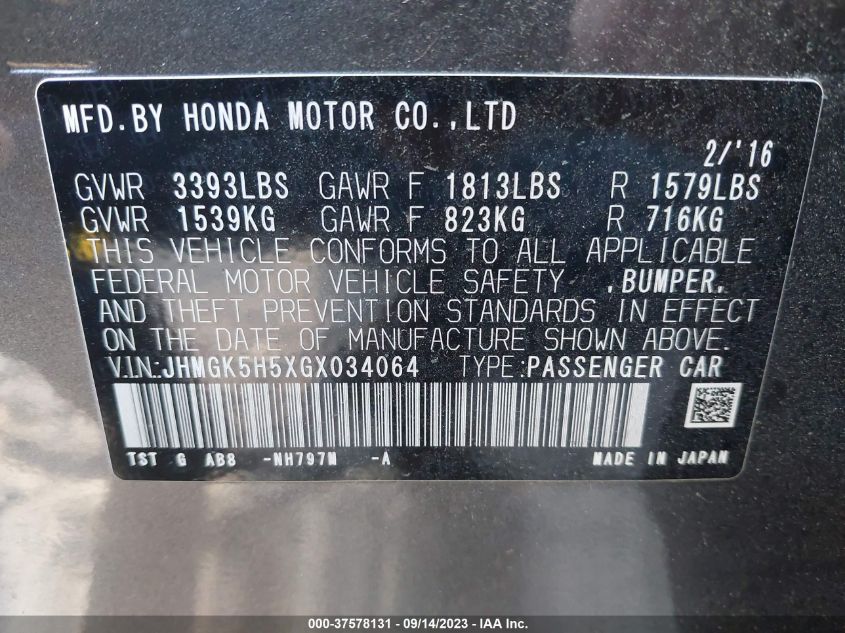 MFD.BY HONDA MOTOR CO.,LTD
2/'16
GVWR 3393LBS GAWR F 1813LBS R 1579LBS
GVWR 1539KG GAWR F 823KG R 716KG
THIS VEHICLE CONFORMS TO ALL APPLICABLE
FEDERAL MOTOR VEHICLE SAFETY ,BUMPER,
AND THEFT PREVENTION STANDARDS IN EFFECT
ON THE DATE OF MANUFACTURE SHOWN ABOVE.
V.I.N.:JHMGK5H5XGX034064 TYPE:PASSENGER CAR
TST G AB8 -NH797M -A MADE IN JAPAN
000-37578131 - 09/14/2023 - IAA Inc.